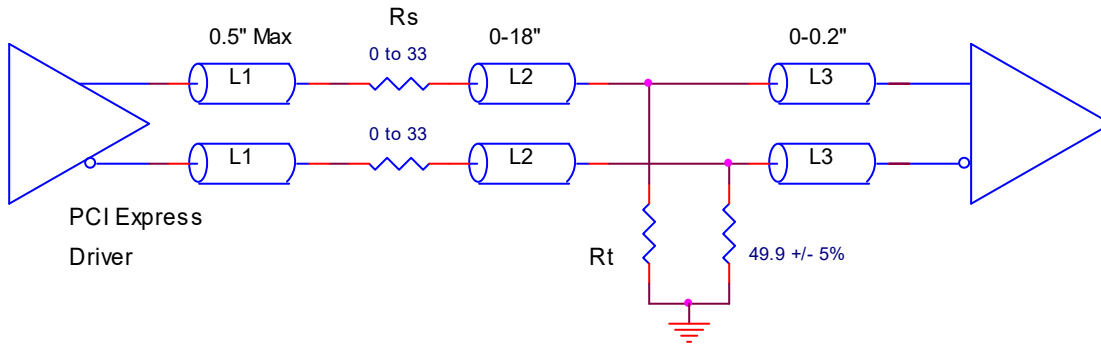 Rs
0.5" Max
0-18"
0-0.2"
0 to 33
L1
L2
L3
0 to 33
L1
L2
L3
PCI Express
Driver
Rt
49.9 +/- 5%